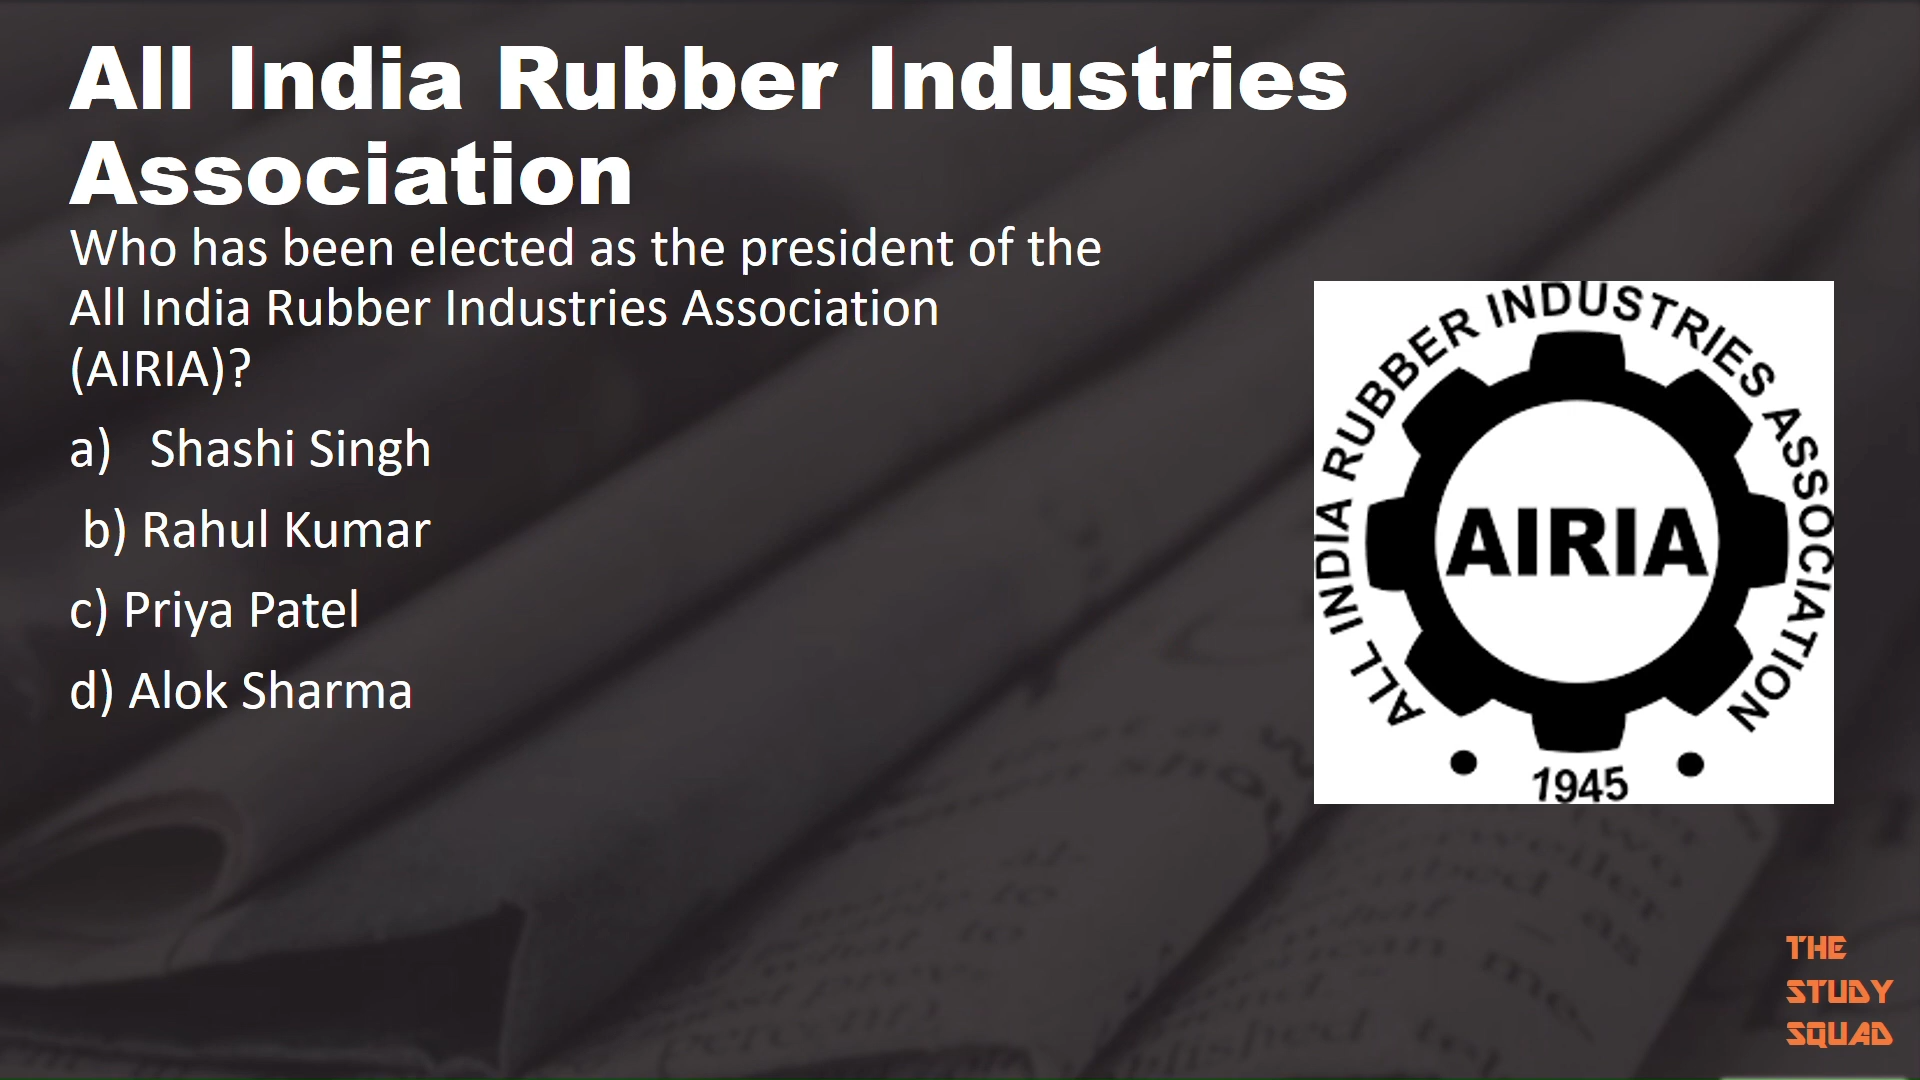 All India Rubber Industries
Association
Who has been elected as the president of the
All India Rubber Industries Association
(AIRIA)?
a) Shashi Singh
b) Rahul Kumar
c) Priya Patel
d) Alok Sharma
ALL INDIA RUBBER INDUSTRIES ASSOCIATION
AIRIA
• 1945 •
THE
STUDY
SQUAD